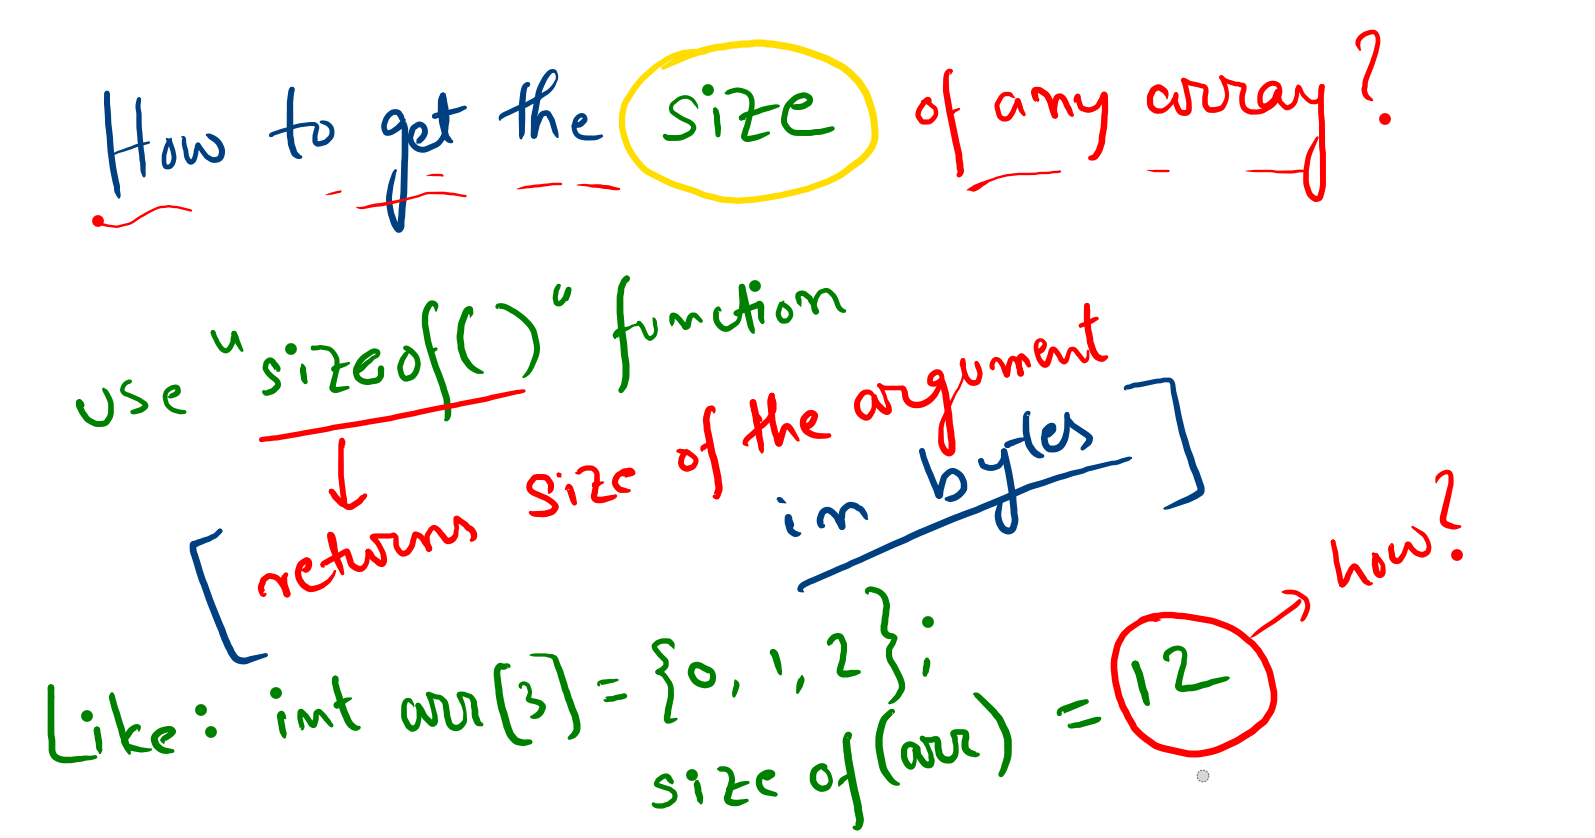 How to get the size of any array?
use "sizeof()" function
[returns size of the argument
in bytes]
how?
Like: int arr[3] = {0, 1, 2};
sizeof(arr) = 12